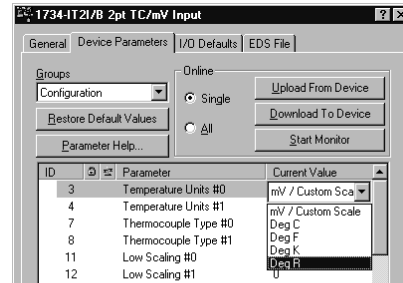 1734-IT2I/B 2pt TC/mV Input
General Device Parameters I/O Defaults EDS File
Groups
Configuration
Restore Default Values
Parameter Help...
Online
Single
All
Upload From Device
Download To Device
Start Monitor
ID Parameter Current Value
3 Temperature Units #0 mV / Custom Sca
4 Temperature Units #1 mV / Custom Scale
7 Thermocouple Type #0 Deg C
Deg F
8 Thermocouple Type #1 Deg K
11 Low Scaling #0 Deg R
12 Low Scaling #1 0